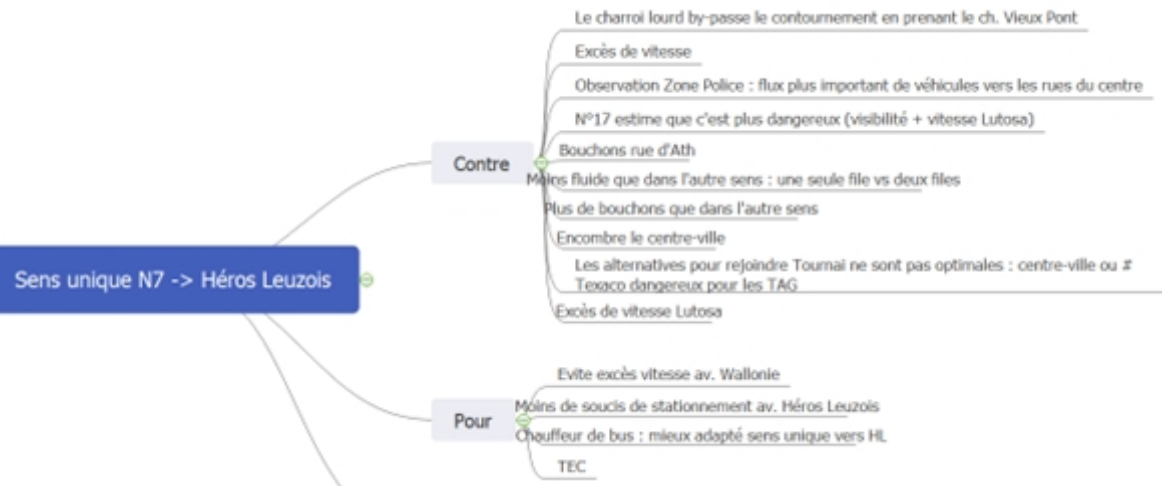 Sens unique N7 -> Héros Leuzois
Contre
Le charroi lourd by-passe le contournement en prenant le ch. Vieux Pont
Excès de vitesse
Observation Zone Police : flux plus important de véhicules vers les rues du centre
N°17 estime que c'est plus dangereux (visibilité + vitesse Lutosa)
Bouchons rue d'Ath
Moins fluide que dans l'autre sens : une seule file vs deux files
Plus de bouchons que dans l'autre sens
Encombre le centre-ville
Les alternatives pour rejoindre Tournai ne sont pas optimales : centre-ville ou #
Texaco dangereux pour les TAG
Excès de vitesse Lutosa
Pour
Evite excès vitesse av. Wallonie
Moins de soucis de stationnement av. Héros Leuzois
Chauffeur de bus : mieux adapté sens unique vers HL
TEC